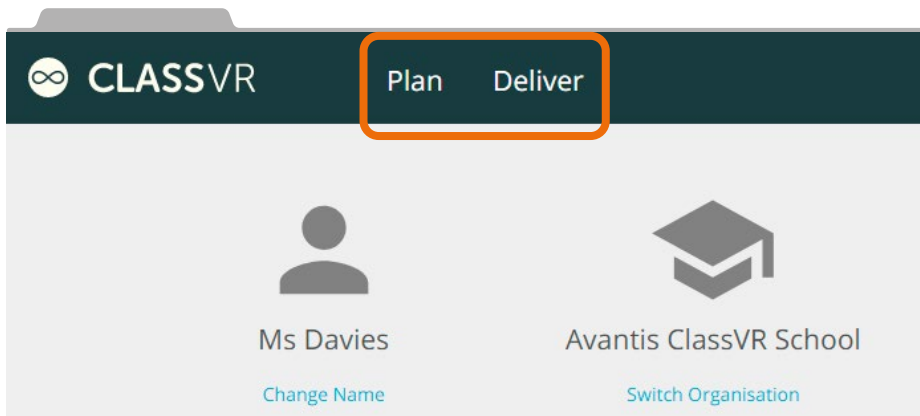 CLASSVR Plan Deliver
Ms Davies Avantis ClassVR School
Change Name Switch Organisation